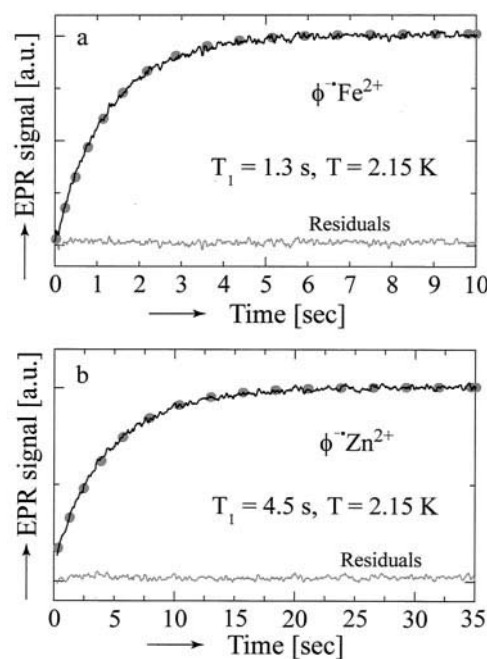 a
EPR signal [a.u.]
ϕ⁻•Fe²⁺
T₁ = 1.3 s, T = 2.15 K
Residuals
0 1 2 3 4 5 6 7 8 9 10
Time [sec]
b
EPR signal [a.u.]
ϕ⁻•Zn²⁺
T₁ = 4.5 s, T = 2.15 K
Residuals
0 5 10 15 20 25 30 35
Time [sec]